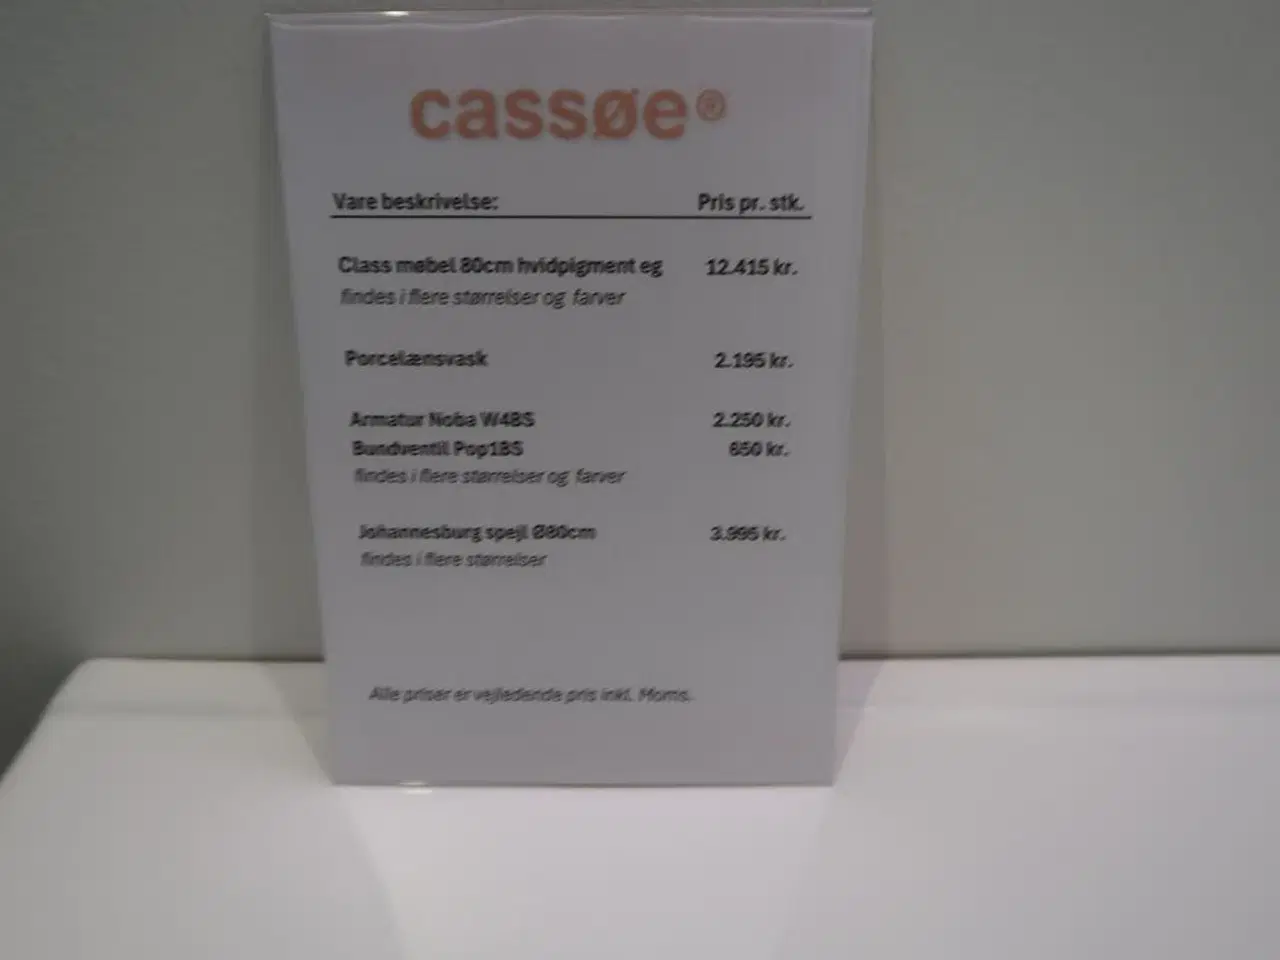 cassøe®
Vare beskrivelse: Pris pr. stk.
Class møbel 80cm hvidpigment eg 12.415 kr.
findes i flere størrelser og farver
Porcelænsvask 2.195 kr.
Armatur Noba W4BS 2.250 kr.
Bundventil Pop1BS 650 kr.
findes i flere størrelser og farver
Johannesburg spejl Ø80cm 3.995 kr.
findes i flere størrelser
Alle priser er vejledende pris inkl. Moms.